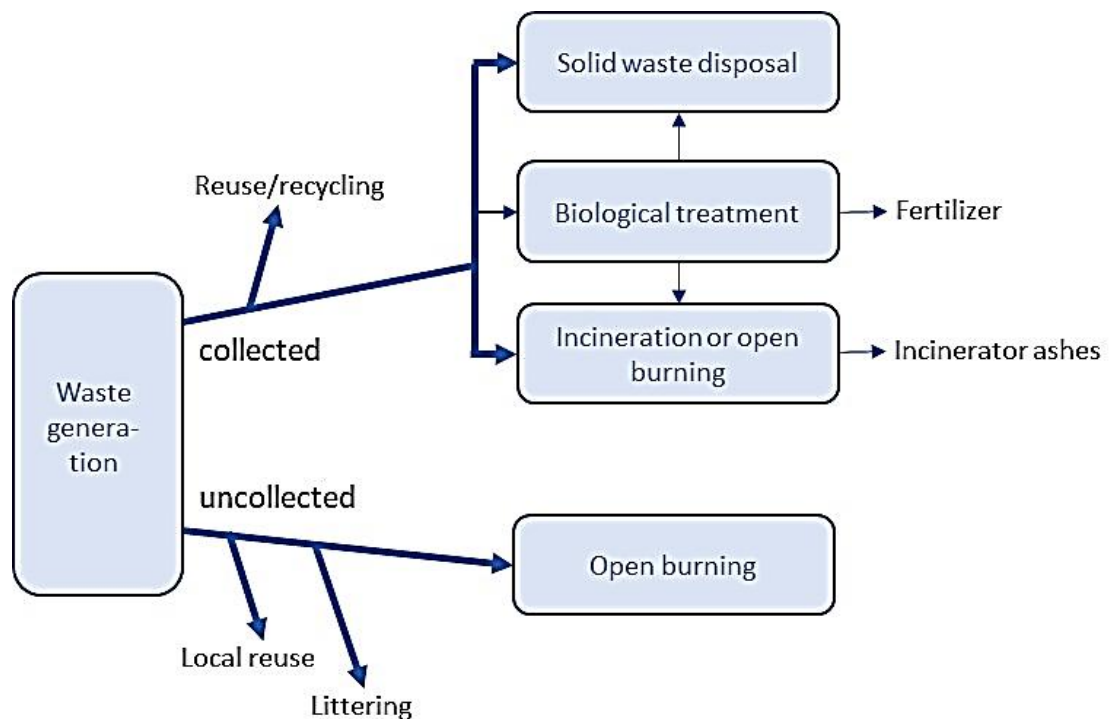 Solid waste disposal
Reuse/recycling
Biological treatment
Fertilizer
collected
Incineration or open
burning
Incinerator ashes
Waste
genera-
tion
uncollected
Open burning
Local reuse
Littering